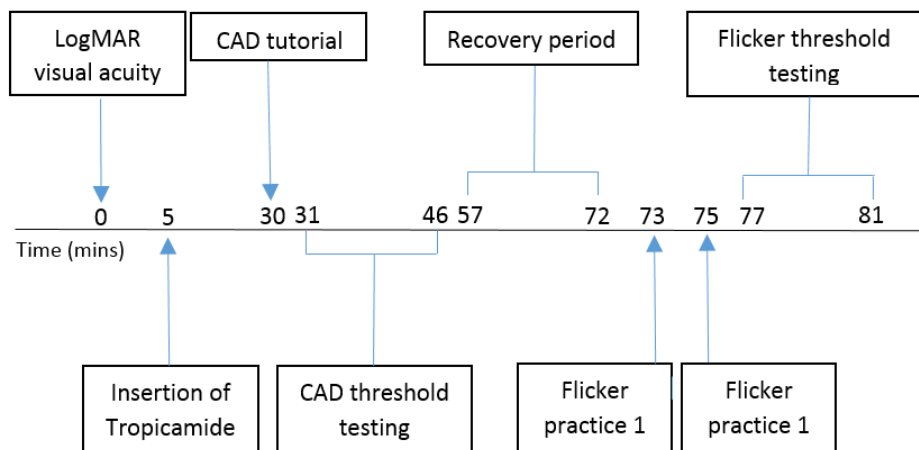 LogMAR
visual acuity
CAD tutorial
Recovery period
Flicker threshold
testing
0 5 30 31 46 57 72 73 75 77 81
Time (mins)
Insertion of
Tropicamide
CAD threshold
testing
Flicker
practice 1
Flicker
practice 1